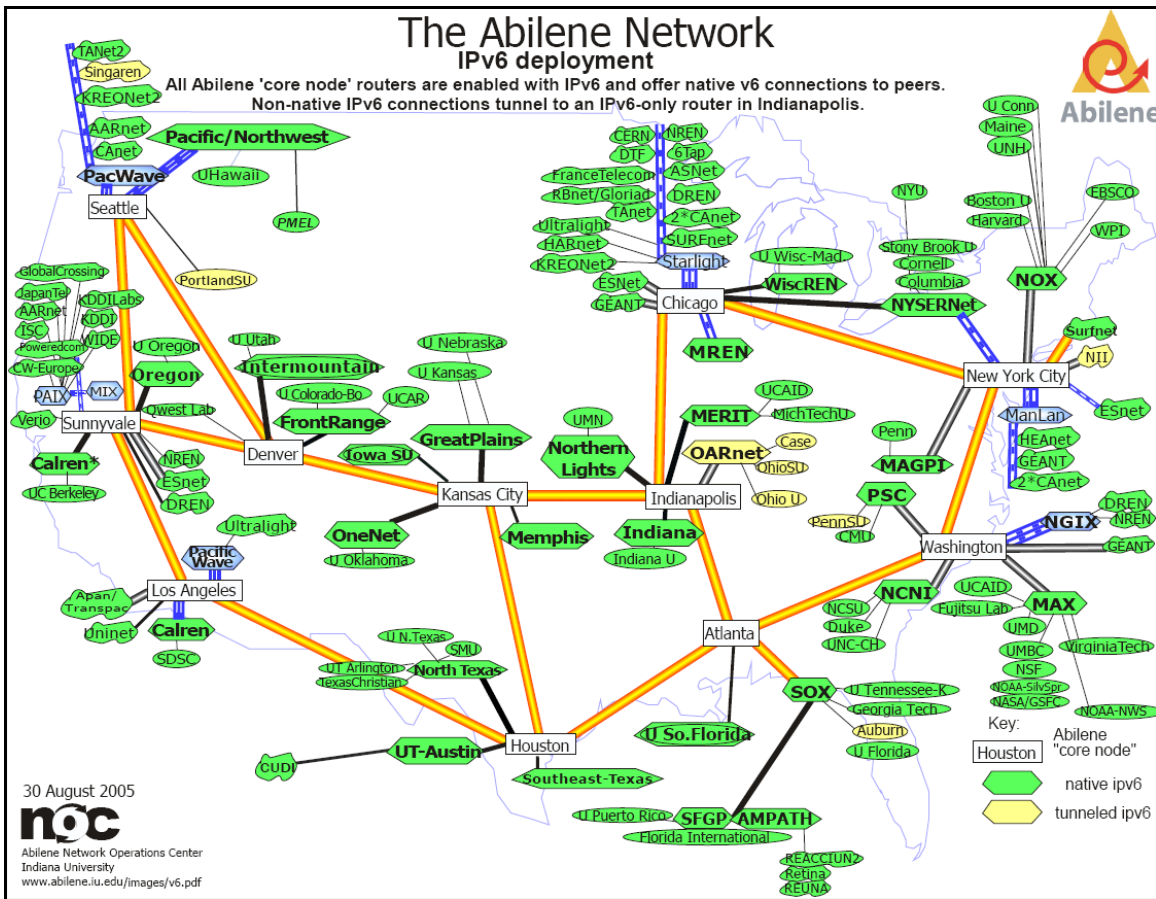 The Abilene Network
IPv6 deployment
All Abilene 'core node' routers are enabled with IPv6 and offer native v6 connections to peers.
Non-native IPv6 connections tunnel to an IPv6-only router in Indianapolis.
Abilene
TANet2
Singaren
KREONet2
AARnet
CAnet
PacWave
Seattle
Pacific/Northwest
UHawaii
PMEL
PortlandSU
GlobalCrossing
JapanTel
KDDILabs
AARnet
KDDI
ISC
Poweredcom
WIDE
CW-Europe
PAIX
MIX
Verio
Sunnyvale
U Oregon
Oregon
Calren*
UC Berkeley
NREN
ESnet
DREN
Qwest Lab
U Utah
Intermountain
U Colorado-Bo
UCAR
FrontRange
Denver
Ultralight
Pacific
Wave
Los Angeles
Apan/
Transpac
Uninet
Calren
SDSC
U Nebraska
U Kansas
GreatPlains
Iowa SU
Kansas City
OneNet
U Oklahoma
Memphis
CERN
NREN
DTF
6Tap
FranceTelecom
ASNet
RBnet/Gloriad
DREN
TAnet
2*CAnet
Ultralight
HARnet
SURFnet
KREONet2
Starlight
ESNet
GEANT
Chicago
U Wisc-Mad.
WiscREN
MREN
NYU
Stony Brook U
Cornell
Columbia
NYSERNet
UMN
Northern
Lights
MERIT
UCAID
MichTechU
OARnet
Case
OhioSU
Ohio U
Indianapolis
Indiana
Indiana U
U Conn
Maine
UNH
Boston U
Harvard
EBSCO
WPI
NOX
Surfnet
NII
New York City
ManLan
ESnet
HEAnet
GEANT
2*CAnet
Penn
MAGPI
PSC
PennSU
CMU
NGIX
DREN
NREN
GEANT
Washington
NCNI
NCSU
Duke
UNC-CH
UCAID
Fujitsu Lab
MAX
UMD
UMBC
NSF
NOAA-SilvSpr
NASA/GSFC
VirginiaTech
NOAA-NWS
Atlanta
U So.Florida
SOX
U Tennessee-K
Georgia Tech
Auburn
U Florida
U N.Texas
SMU
UT Arlington
North Texas
TexasChristian
Houston
UT-Austin
CUDI
Southeast-Texas
U Puerto Rico
SFGP
AMPATH
Florida International
REACCIUN2
Retina
REUNA
Key:
Houston
Abilene
"core node"
native ipv6
tunneled ipv6
30 August 2005
noc
Abilene Network Operations Center
Indiana University
www.abilene.iu.edu/images/v6.pdf